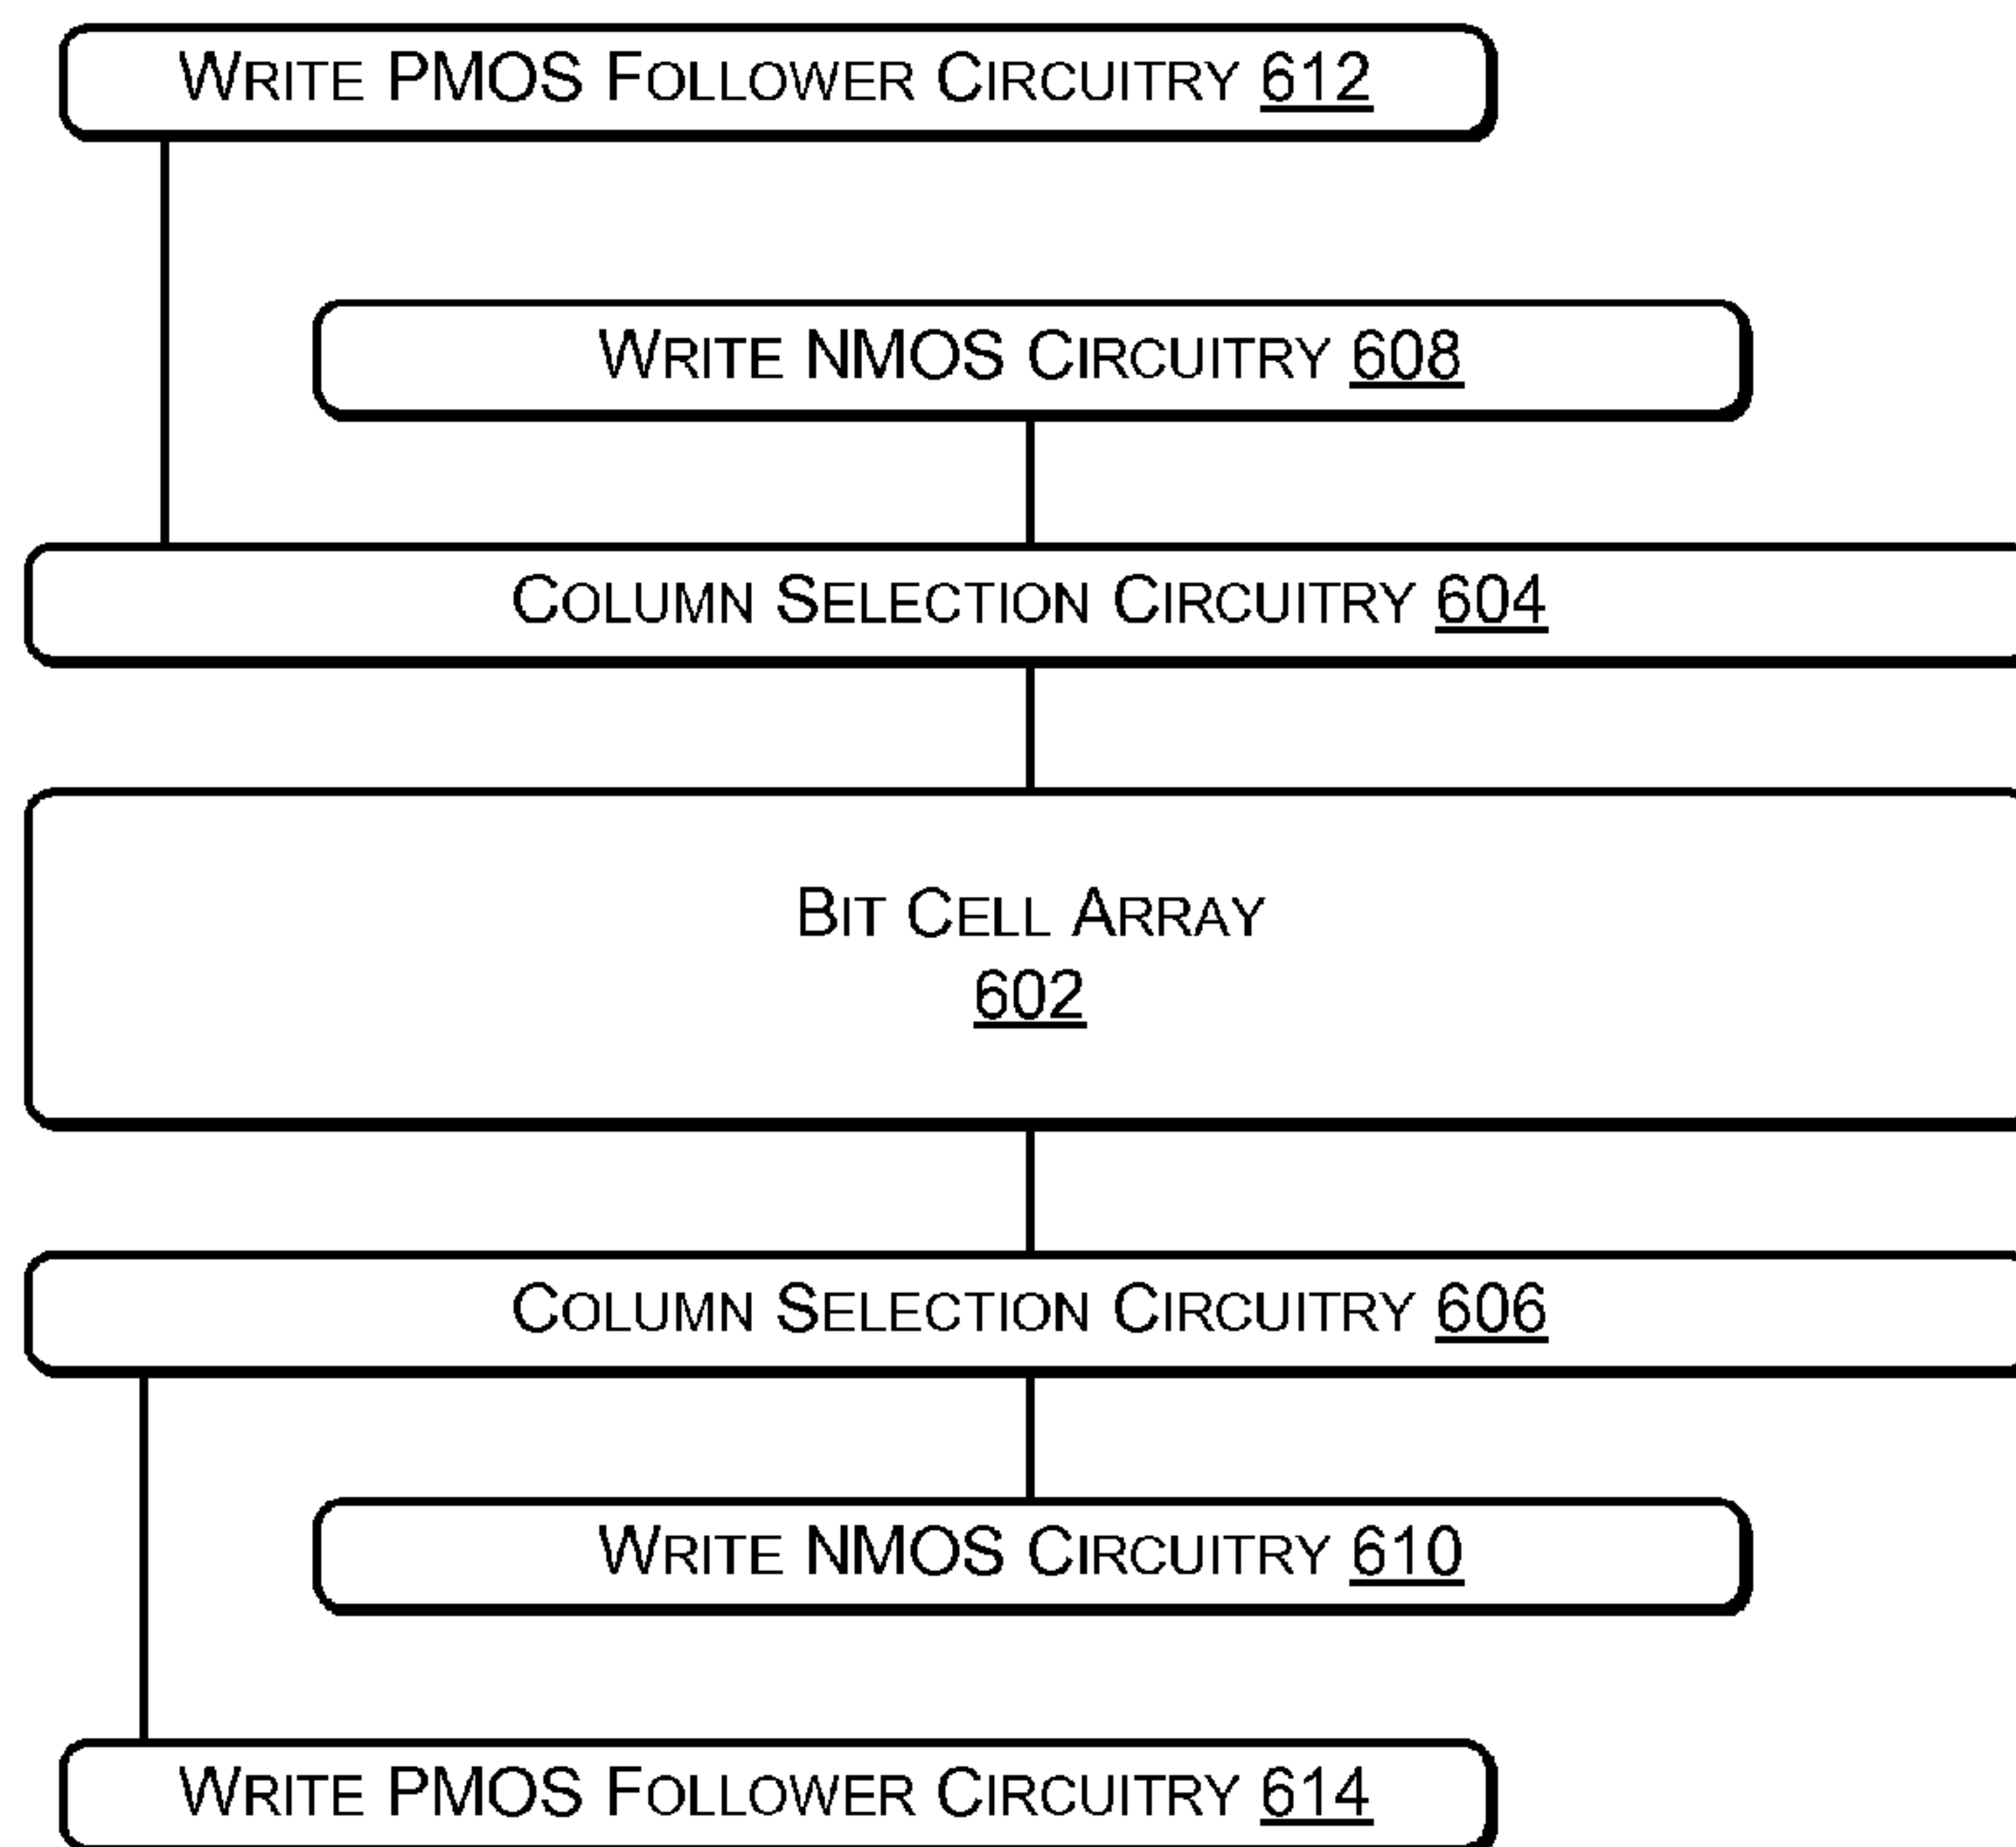 Write PMOS Follower Circuitry 612
Write NMOS Circuitry 608
Column Selection Circuitry 604
Bit Cell Array
602
Column Selection Circuitry 606
Write NMOS Circuitry 610
Write PMOS Follower Circuitry 614